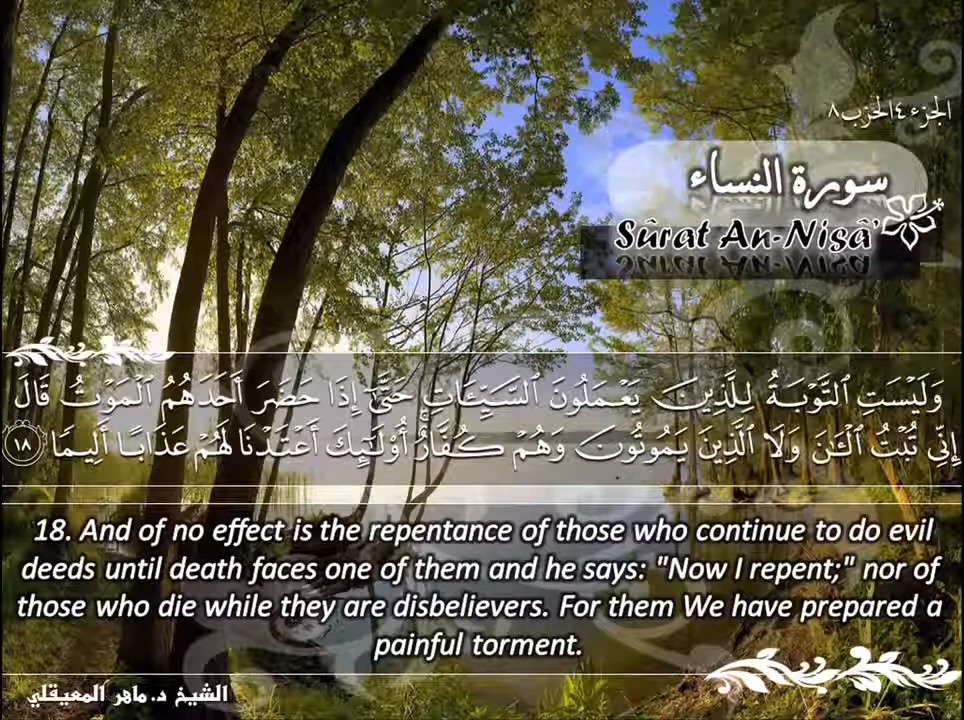 الجزء ٤ الحزب ٨
سورة النساء
Sûrat An-Nisâ'
وَلَيْسَتِ ٱلتَّوْبَةُ لِلَّذِينَ يَعْمَلُونَ ٱلسَّيِّـَٔاتِ حَتَّىٰٓ إِذَا حَضَرَ أَحَدَهُمُ ٱلْمَوْتُ قَالَ
إِنِّى تُبْتُ ٱلْـَٰٔنَ وَلَا ٱلَّذِينَ يَمُوتُونَ وَهُمْ كُفَّارٌ ۚ أُو۟لَـٰٓئِكَ أَعْتَدْنَا لَهُمْ عَذَابًا أَلِيمًا ١٨
18. And of no effect is the repentance of those who continue to do evil
deeds until death faces one of them and he says: "Now I repent;" nor of
those who die while they are disbelievers. For them We have prepared a
painful torment.
الشيخ د. ماهر المعيقلي